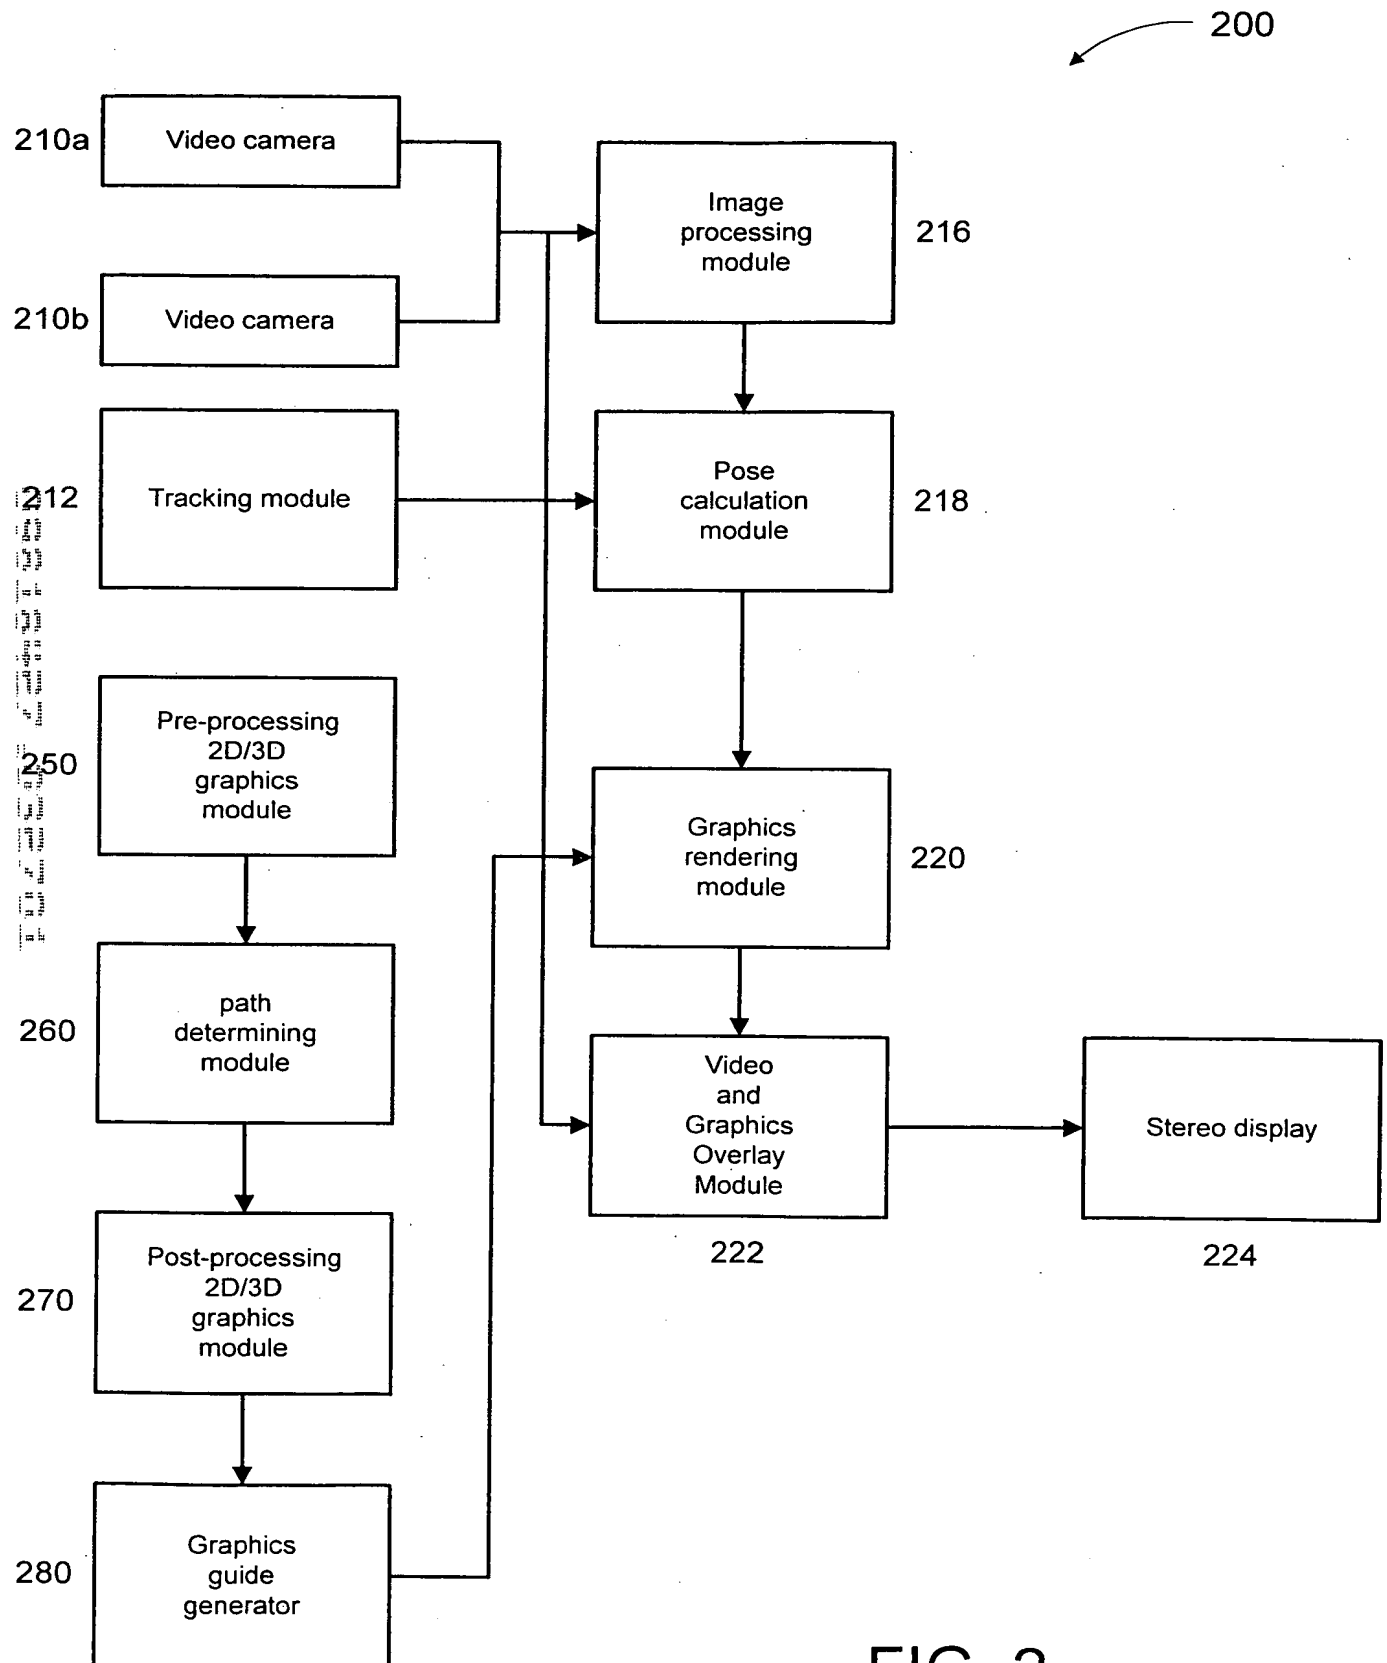 200
210a
Video camera
Image
processing
module
216
210b
Video camera
212
Tracking module
Pose
calculation
module
218
250
Pre-processing
2D/3D
graphics
module
Graphics
rendering
module
220
260
path
determining
module
Video
and
Graphics
Overlay
Module
222
Stereo display
224
270
Post-processing
2D/3D
graphics
module
280
Graphics
guide
generator